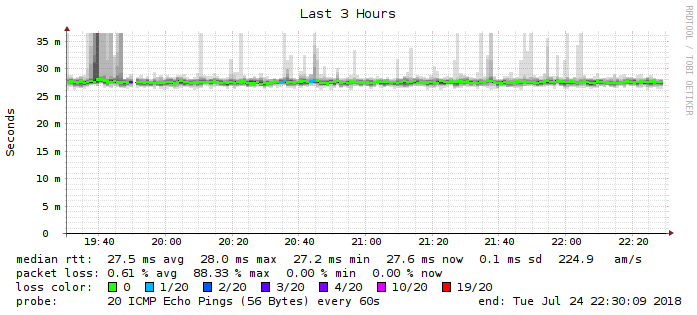 Last 3 Hours
RRDTOOL / TOBI OETIKER
Seconds
35 m
30 m
25 m
20 m
15 m
10 m
5 m
0
19:40 20:00 20:20 20:40 21:00 21:20 21:40 22:00 22:20
median rtt: 27.5 ms avg 28.0 ms max 27.2 ms min 27.6 ms now 0.1 ms sd 224.9 am/s
packet loss: 0.61 % avg 88.33 % max 0.00 % min 0.00 % now
loss color: 0 1/20 2/20 3/20 4/20 10/20 19/20
probe: 20 ICMP Echo Pings (56 Bytes) every 60s end: Tue Jul 24 22:30:09 2018